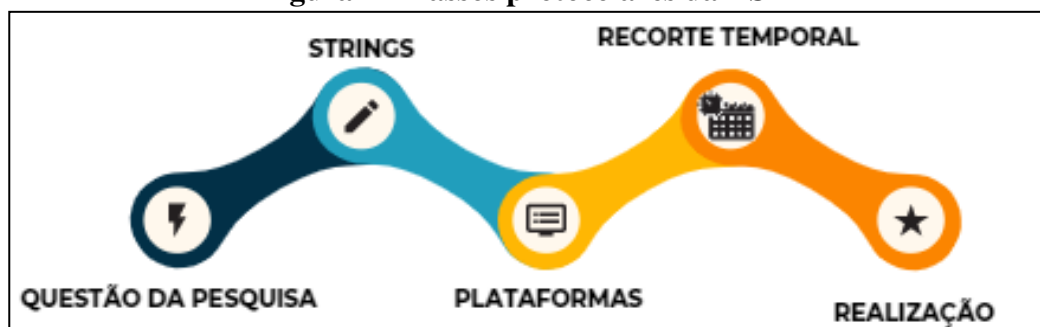 STRINGS
RECORTE TEMPORAL
QUESTÃO DA PESQUISA
PLATAFORMAS
REALIZAÇÃO